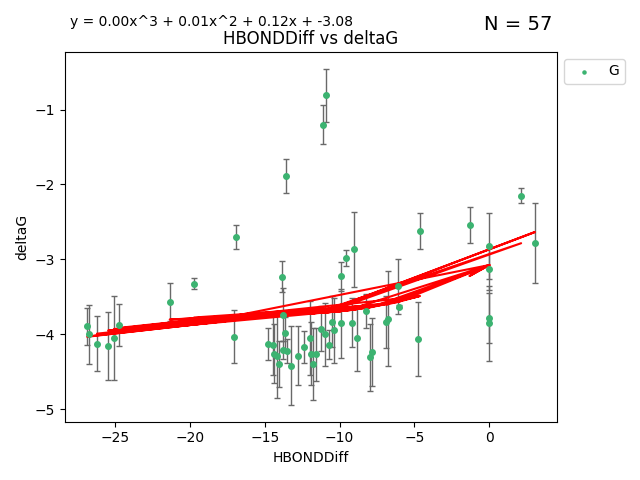 y = 0.00x^3 + 0.01x^2 + 0.12x + -3.08
N = 57
HBONDDiff vs deltaG
G
deltaG
−1
−2
−3
−4
−5
−25
−20
−15
−10
−5
0
HBONDDiff